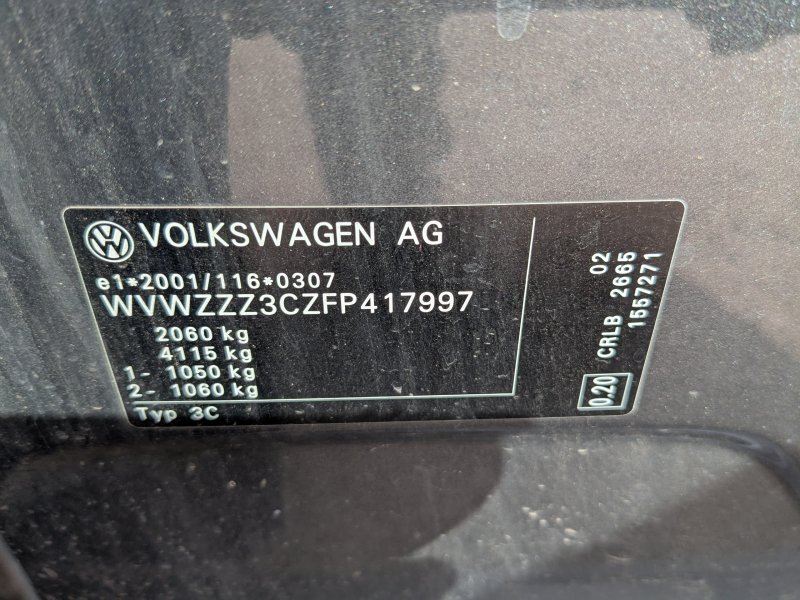 VOLKSWAGEN AG
e1*2001/116*0307
WVWZZZ3CZFP417997
2060 kg
4115 kg
1- 1050 kg
2- 1060 kg
Typ 3C
02
CRLB 2665
1557271
0.20